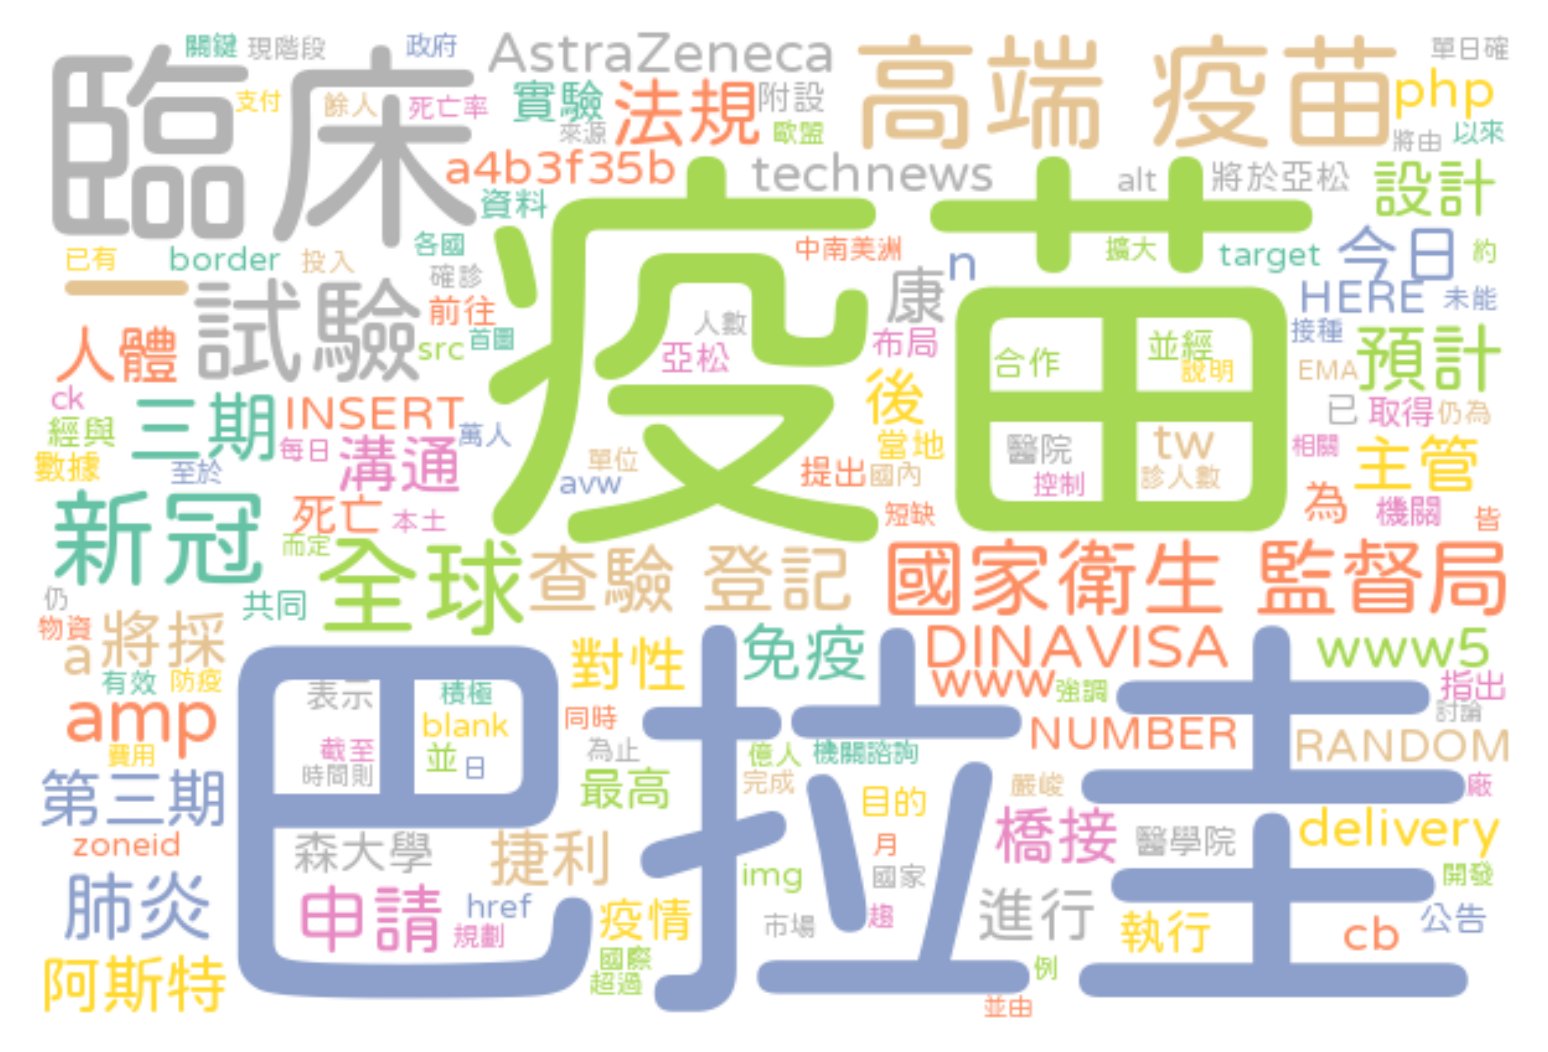 關鍵 現階段 政府 AstraZeneca 高端 疫苗 單日確
臨床 支付 餘人 死亡率 實驗 法規 附設 php
來源 歐盟 將由 以來
a4b3f35b technews alt 將於亞松 設計
資料 疫苗
已有 border 投入 各國 中南美洲 擴大 target 今日 約
一 試驗 確診 康 n HERE 未能
前往 人數 接種
人體 src 首圖 亞松 布局 合作 並經 說明 EMA 預計
ck 三期 INSERT 後 已 取得 仍為
經與 每日 溝通 萬人 當地 醫院 tw 相關 主管
數據 至於 單位 avw 提出 國內 控制 診人數
新冠 死亡 本土 短缺 為 機關 皆
而定 全球 查驗 登記 國家衛生 監督局
仍 共同
物資 a 將採 對性 免疫 DINAVISA www5
有效 防疫 表示 積極 www 強調 指出
amp 巴拉圭 blank 同時 NUMBER 討論
費用 截至 並 日 為止 億人 機關諮詢 RANDOM
第三期 時間則 最高 完成 目的 嚴峻 廠
zoneid 森大學 捷利 月 橋接 醫學院 delivery
肺炎 img 國家 開發
申請 href 規劃 疫情 市場 趨 進行 執行 cb 公告
阿斯特 國際 超過 例
並由